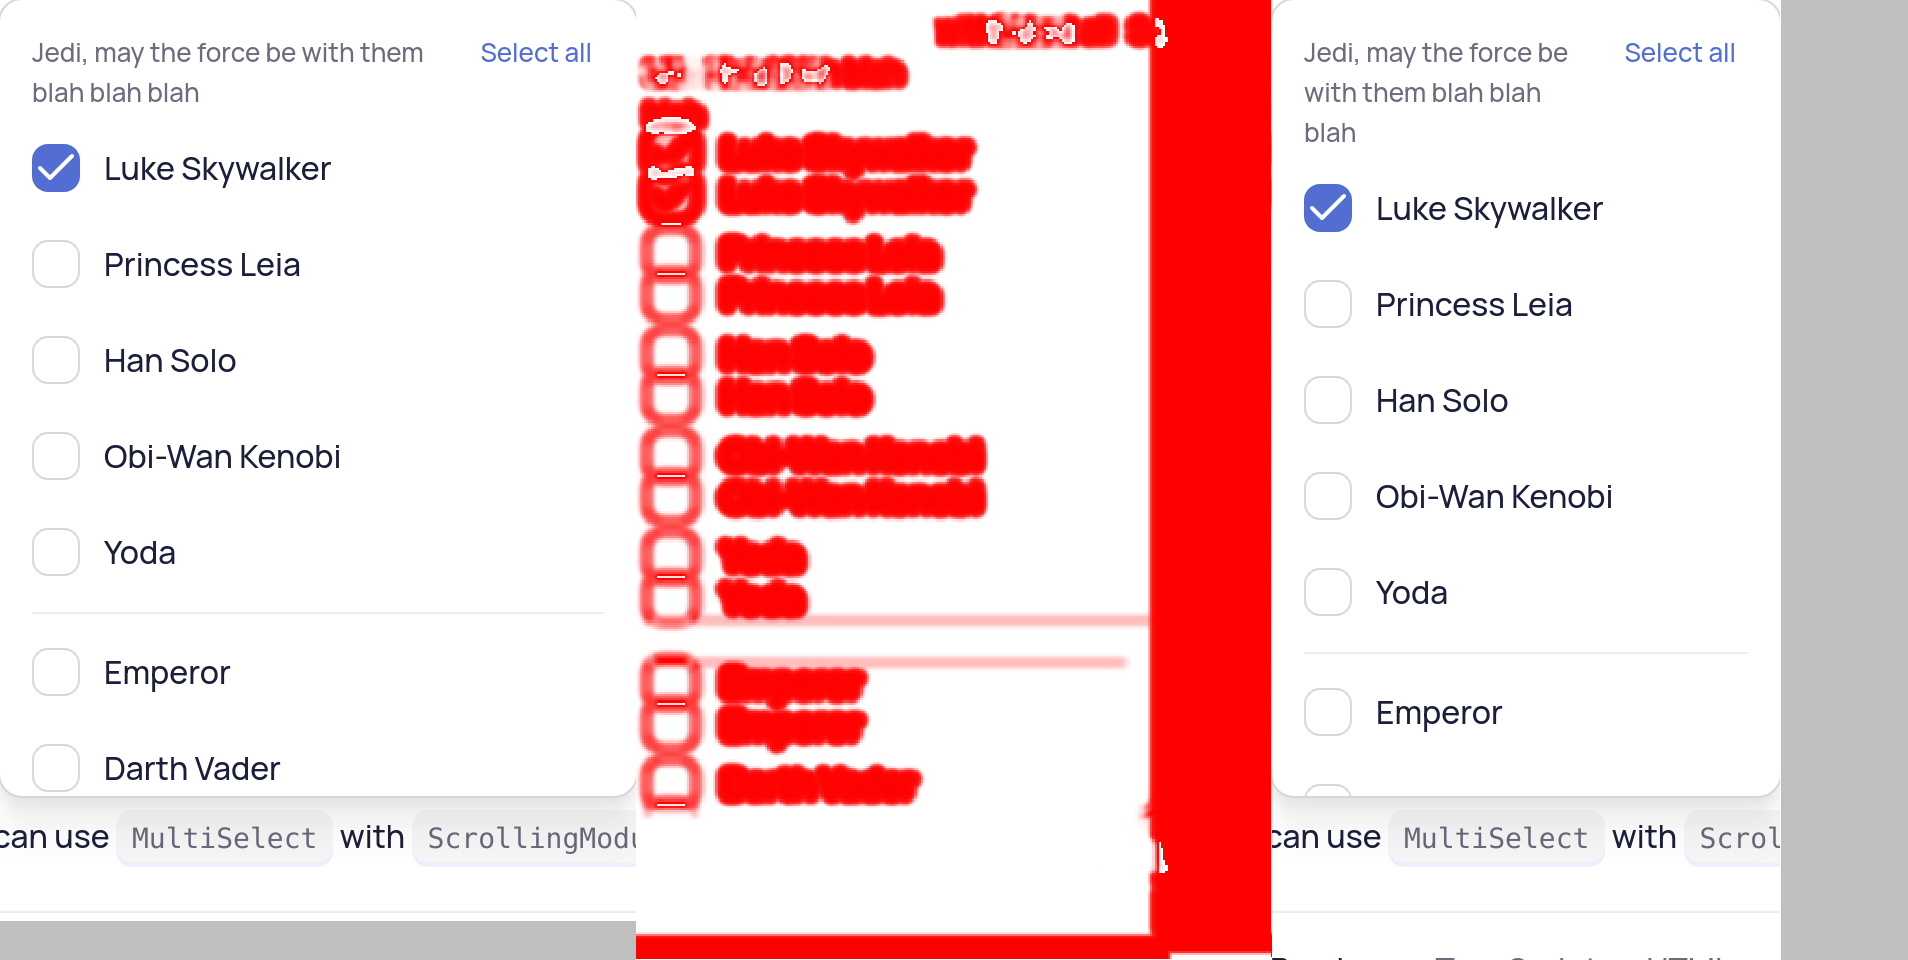 Jedi, may the force be with them
blah blah blah
Select all
Luke Skywalker
Princess Leia
Han Solo
Obi-Wan Kenobi
Yoda
Emperor
Darth Vader
can use MultiSelect with ScrollingModu
Jedi, may the force be
with them blah blah
blah
Select all
Luke Skywalker
Princess Leia
Han Solo
Obi-Wan Kenobi
Yoda
Emperor
can use MultiSelect with Scrol